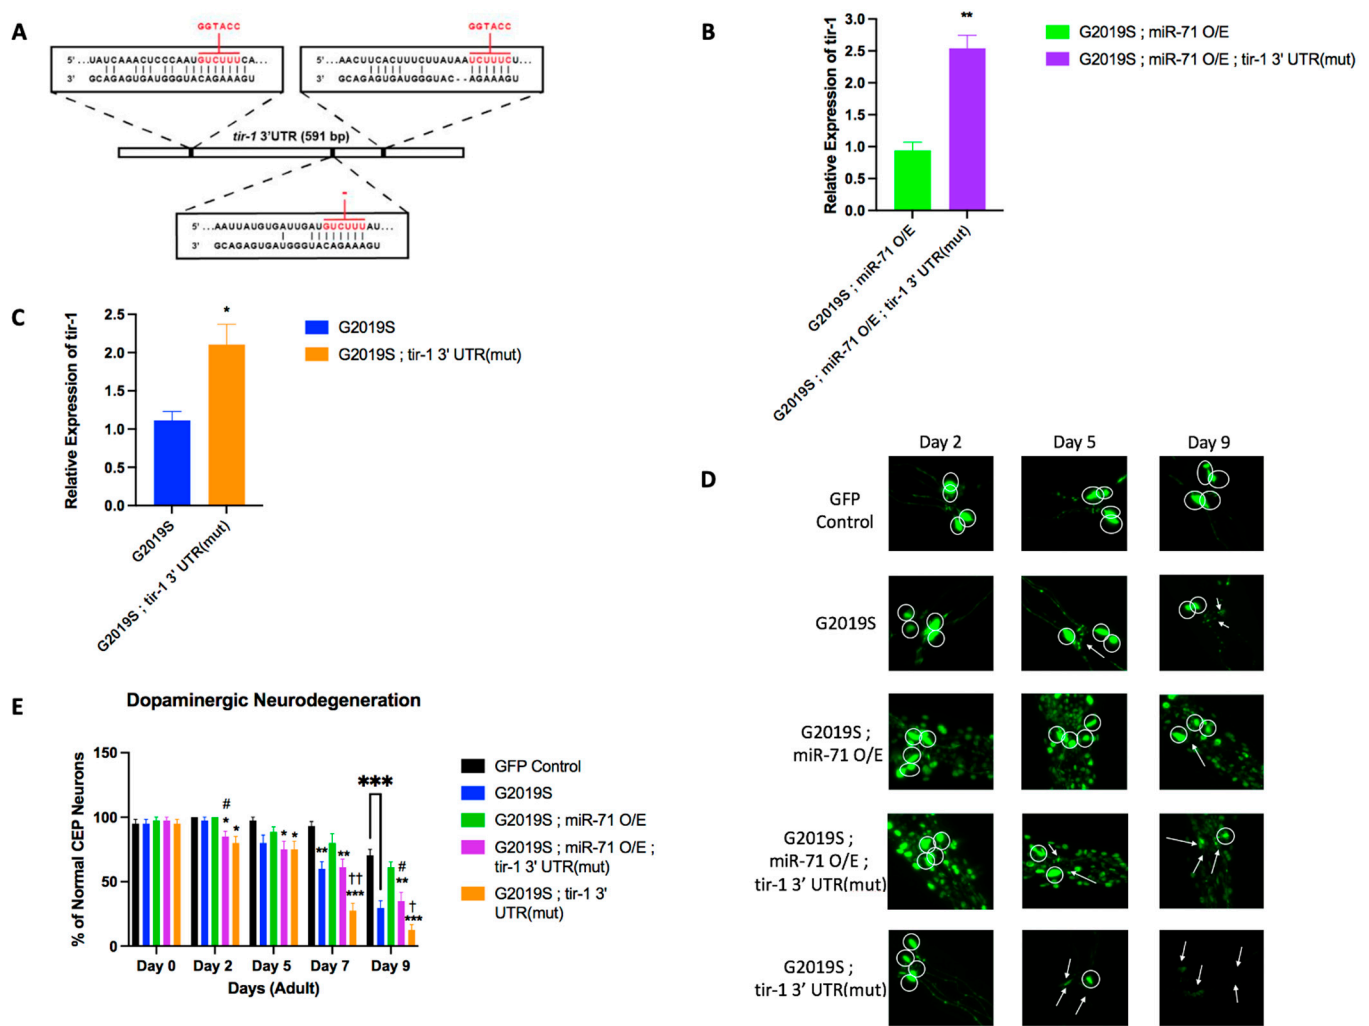 A
GGTACC
GGTACC
5' ...UAUCAAACUCCCAAUGUCUUUCA...
3' GCAGAGUGAUGGGUACAGAAAGU
5' ...AACUUCACUUUCUUAUAAUCUUUCU...
3' GCAGAGUGAUGGGUAC--AGAAAGU
tir-1 3'UTR (591 bp)
-
5' ...AAUUAUGUGAUUGAUGUCUUUAU...
3' GCAGAGUGAUGGGUACAGAAAGU
B
Relative Expression of tir-1
3.0
2.5
2.0
1.5
1.0
0.5
0.0
**
G2019S ; miR-71 O/E
G2019S ; miR-71 O/E ; tir-1 3' UTR(mut)
G2019S ; miR-71 O/E
G2019S ; miR-71 O/E ; tir-1 3' UTR(mut)
C
Relative Expression of tir-1
2.5
2.0
1.5
1.0
0.5
0.0
*
G2019S
G2019S ; tir-1 3' UTR(mut)
G2019S
G2019S ; tir-1 3' UTR(mut)
D
Day 2 Day 5 Day 9
GFP
Control
G2019S
G2019S ;
miR-71 O/E
G2019S ;
miR-71 O/E ;
tir-1 3' UTR(mut)
G2019S ;
tir-1 3' UTR(mut)
E
Dopaminergic Neurodegeneration
% of Normal CEP Neurons
150
100
50
0
#
* *
* *
** ** †† ***
***
# ** † ***
Day 0 Day 2 Day 5 Day 7 Day 9
Days (Adult)
GFP Control
G2019S
G2019S ; miR-71 O/E
G2019S ; miR-71 O/E ;
tir-1 3' UTR(mut)
G2019S ; tir-1 3'
UTR(mut)